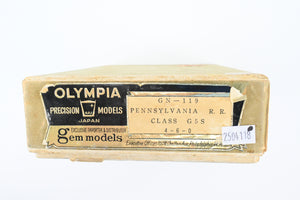 OLYMPIA
PRECISION MODELS
JAPAN
EXCLUSIVE IMPORTER & DISTRIBUTOR
gem models
GN-119
PENNSYLVANIA R. R.
CLASS G5S
4-6-0
2504118